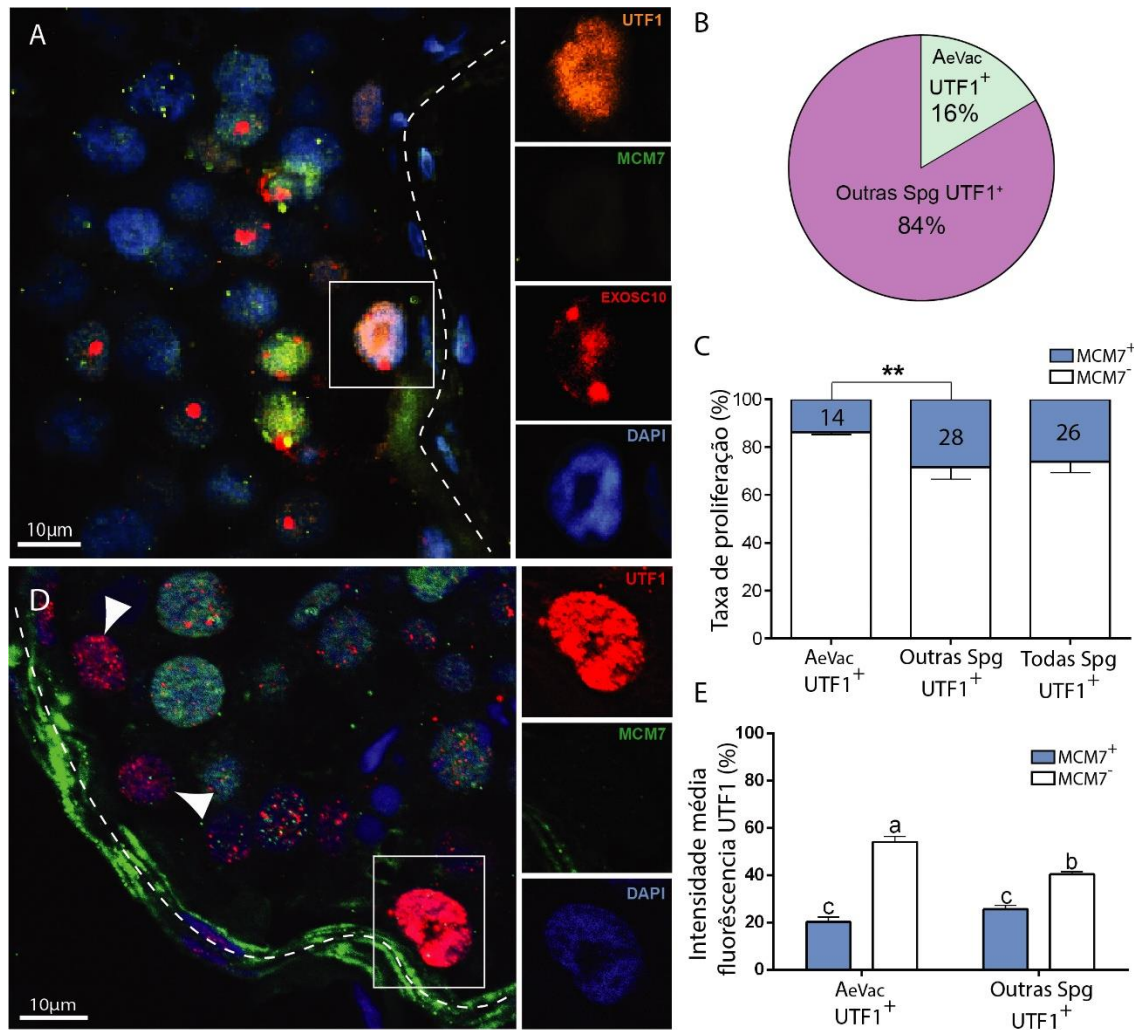 A
UTF1
MCM7
EXOSC10
DAPI
10µm
B
AeVac
UTF1+
16%
Outras Spg UTF1+
84%
C
MCM7+
MCM7-
**
Taxa de proliferação (%)
100
80
60
40
20
0
14
28
26
AeVac
UTF1+
Outras Spg
UTF1+
Todas Spg
UTF1+
D
UTF1
MCM7
DAPI
10µm
E
MCM7+
MCM7-
Intensidade média
fluorêscencia UTF1 (%)
100
80
60
40
20
0
c
a
c
b
AeVac
UTF1+
Outras Spg
UTF1+